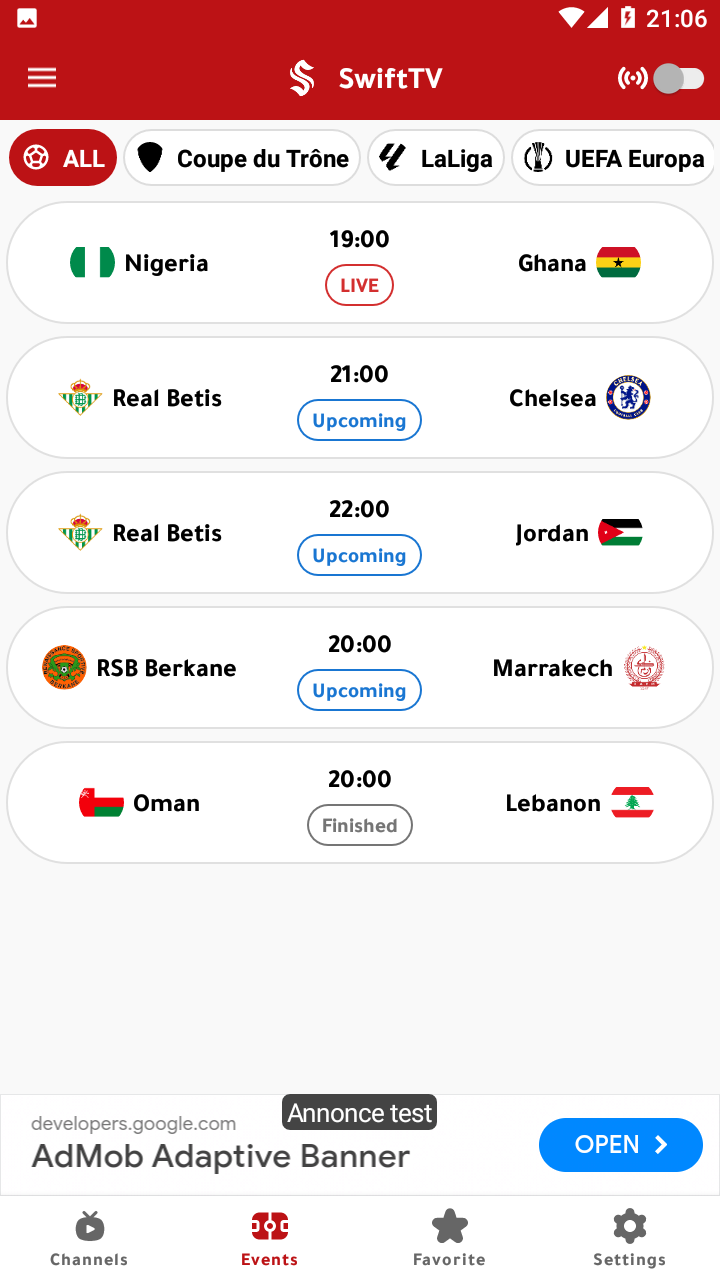 21:06
SwiftTV
ALL
Coupe du Trône
LaLiga
UEFA Europa
19:00
Nigeria
Ghana
LIVE
21:00
Real Betis
Chelsea
Upcoming
22:00
Real Betis
Jordan
Upcoming
20:00
RSB Berkane
Marrakech
Upcoming
20:00
Oman
Lebanon
Finished
Annonce test
developers.google.com
AdMob Adaptive Banner
OPEN
Channels
Events
Favorite
Settings